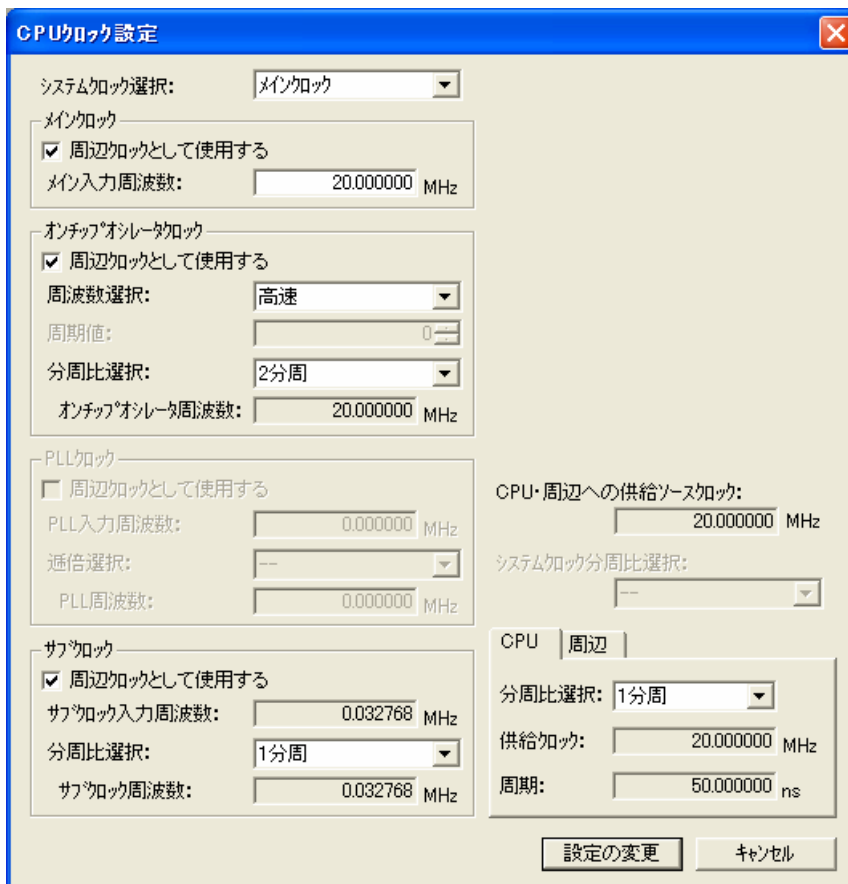 CPUクロック設定
システムクロック選択: メインクロック
メインクロック
周辺クロックとして使用する
メイン入力周波数: 20.000000 MHz
オンチップオシレータクロック
周辺クロックとして使用する
周波数選択: 高速
周期値: 0
分周比選択: 2分周
オンチップオシレータ周波数: 20.000000 MHz
PLLクロック
周辺クロックとして使用する
PLL入力周波数: 0.000000 MHz
逓倍選択: --
PLL周波数: 0.000000 MHz
サブクロック
周辺クロックとして使用する
サブクロック入力周波数: 0.032768 MHz
分周比選択: 1分周
サブクロック周波数: 0.032768 MHz
CPU・周辺への供給ソースクロック:
20.000000 MHz
システムクロック分周比選択:
--
CPU 周辺
分周比選択: 1分周
供給クロック: 20.000000 MHz
周期: 50.000000 ns
設定の変更 キャンセル